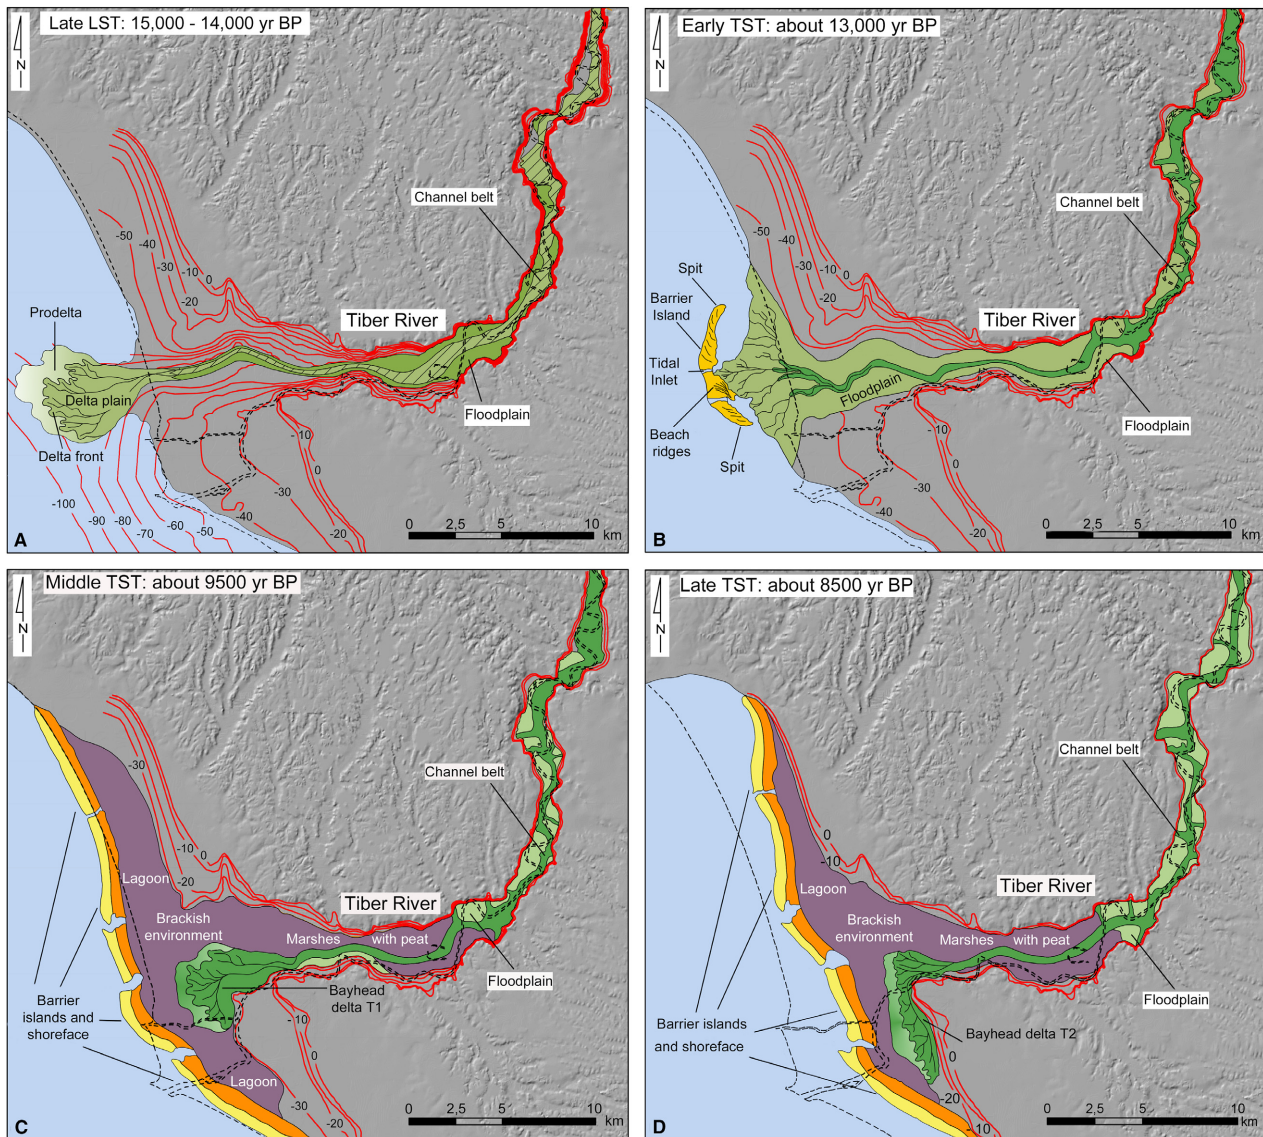 Late LST: 15,000 - 14,000 yr BP
N
Channel belt
-50
-40
-30
-10
0
-20
Prodelta
Tiber River
Delta plain
Floodplain
Delta front
-10
0
-30
-100
-90
-80
-70
-60
-50
-40
-20
0 2,5 5 10
km
A
Early TST: about 13,000 yr BP
N
Channel belt
-50
-40
-30
-10
0
-20
Spit
Barrier
Island
Tiber River
Tidal
Inlet
Floodplain
Floodplain
Beach
ridges
Spit
-10
0
-30
-40
-20
0 2,5 5 10
km
B
Middle TST: about 9500 yr BP
N
-30
Channel belt
-10
0
-20
Lagoon
Tiber River
Brackish
environment
Marshes with peat
Floodplain
Bayhead
delta T1
Barrier
islands and
shoreface
-10
0
Lagoon
-30
-20
0 2,5 5 10
km
C
Late TST: about 8500 yr BP
N
Channel belt
0
-10
Lagoon
Tiber River
Brackish
environment
Marshes with peat
Floodplain
Barrier islands
and shoreface
Bayhead delta T2
0
-20
-10
0 2,5 5 10
km
D